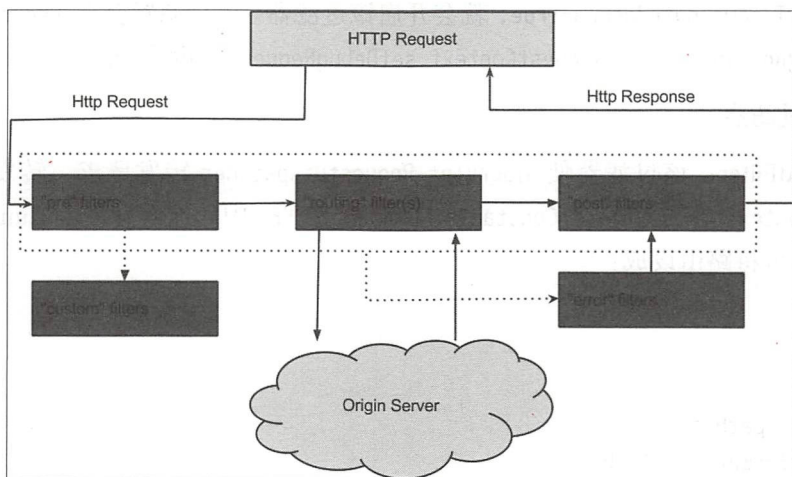 HTTP Request
Http Request
Http Response
"pre" filters
"routing" filter(s)
"post" filters
"custom" filters
"error" filters
Origin Server